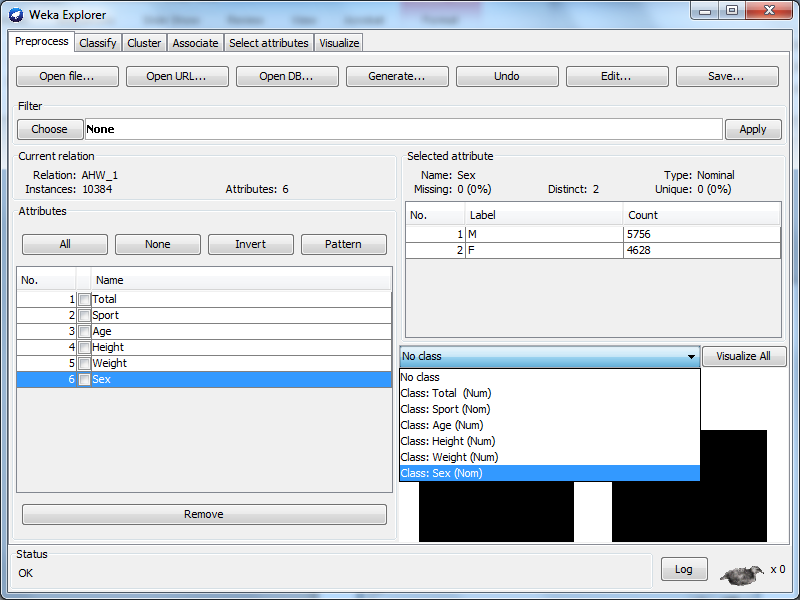 Weka Explorer
Preprocess Classify Cluster Associate Select attributes Visualize
Open file... Open URL... Open DB... Generate... Undo Edit... Save...
Filter
Choose None Apply
Current relation
Relation: AHW_1
Instances: 10384 Attributes: 6
Attributes
All None Invert Pattern
No. Name
1 Total
2 Sport
3 Age
4 Height
5 Weight
6 Sex
Remove
Selected attribute
Name: Sex Type: Nominal
Missing: 0 (0%) Distinct: 2 Unique: 0 (0%)
No. Label Count
1 M 5756
2 F 4628
No class Visualize All
No class
Class: Total (Num)
Class: Sport (Nom)
Class: Age (Num)
Class: Height (Num)
Class: Weight (Num)
Class: Sex (Nom)
Status
OK Log x 0